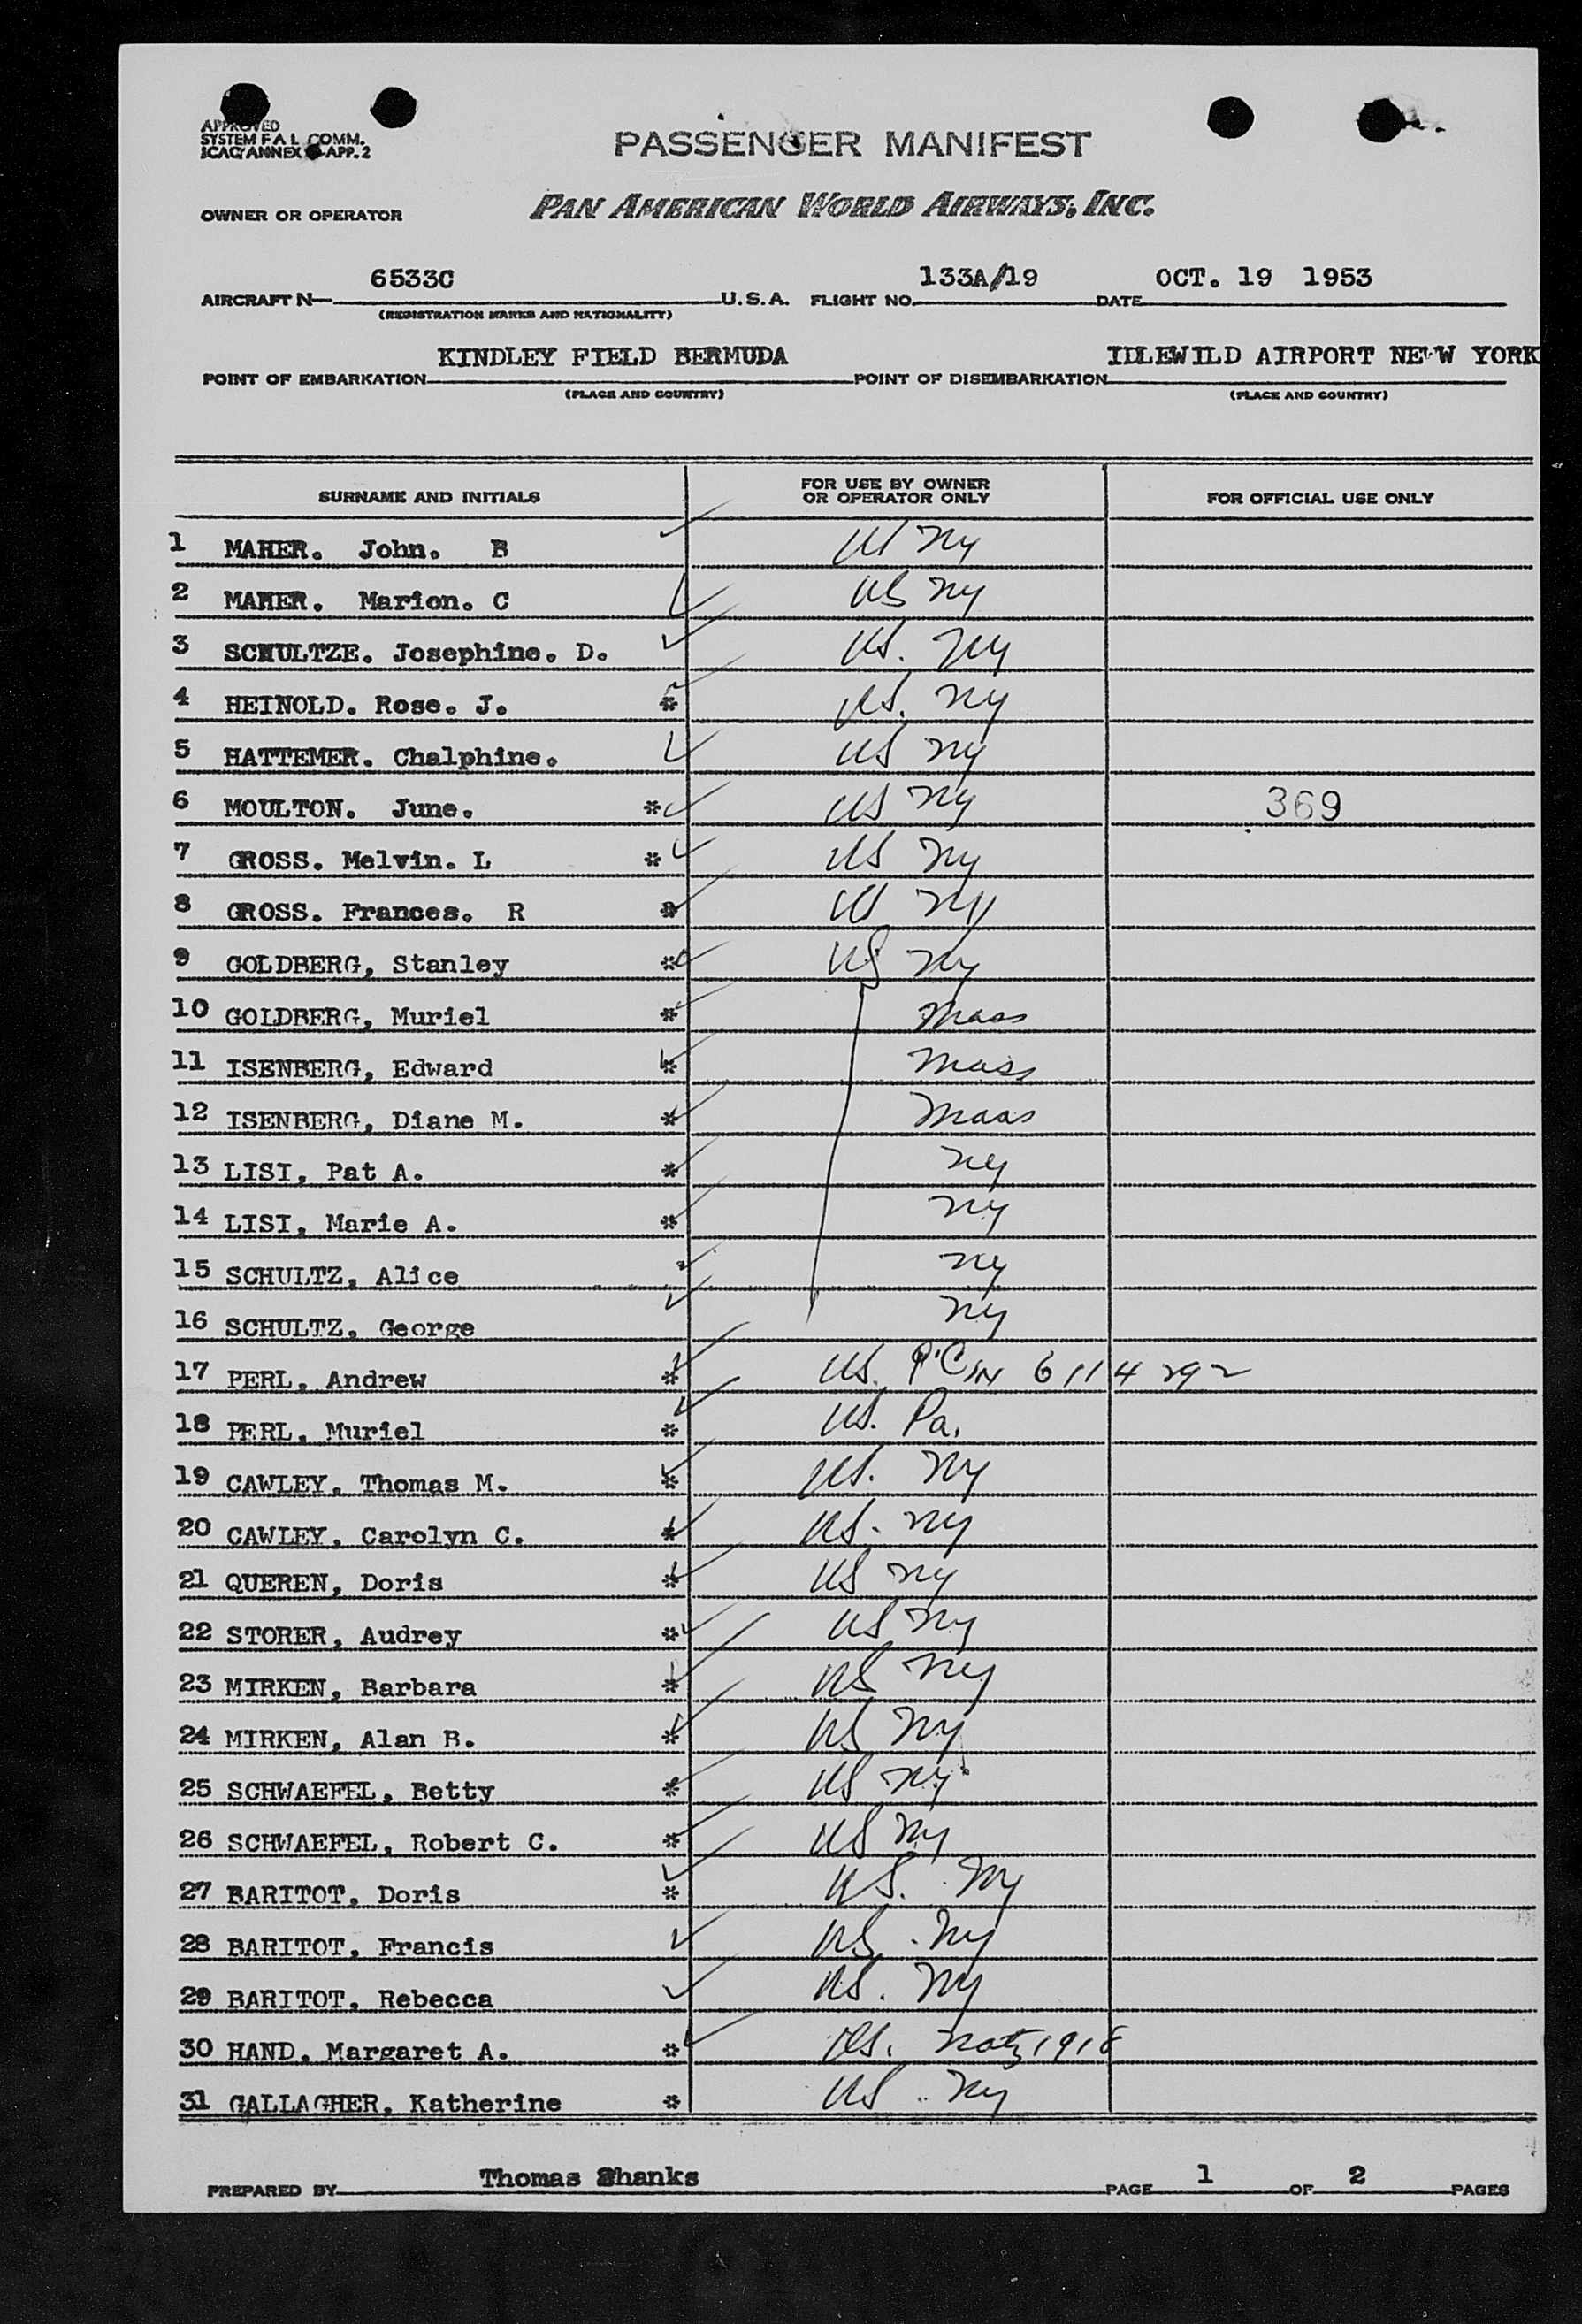 APPROVED
SYSTEM F A L COMM.
ICAO ANNEX 9-APP. 2
PASSENGER MANIFEST
OWNER OR OPERATOR PAN AMERICAN WORLD AIRWAYS, INC.
AIRCRAFT N— 6533C U.S.A. FLIGHT NO. 133A/19 DATE OCT. 19 1953
(REGISTRATION MARKS AND NATIONALITY)
POINT OF EMBARKATION KINDLEY FIELD BERMUDA POINT OF DISEMBARKATION IDLEWILD AIRPORT NEW YORK
(PLACE AND COUNTRY) (PLACE AND COUNTRY)
SURNAME AND INITIALS FOR USE BY OWNER OR OPERATOR ONLY FOR OFFICIAL USE ONLY
1 MAHER. John. B US NY
2 MAHER. Marion. C US NY
3 SCHULTZE. Josephine. D. US. NY
4 HEINOLD. Rose. J. * US. NY
5 HATTEMER. Chalphine. US NY
6 MOULTON. June. * US NY 369
7 GROSS. Melvin. L * US NY
8 GROSS. Frances. R * US NY
9 GOLDBERG, Stanley * US NY
10 GOLDBERG, Muriel * Mass
11 ISENBERG, Edward * Mass
12 ISENBERG, Diane M. * Mass
13 LISI, Pat A. * NY
14 LISI, Marie A. * NY
15 SCHULTZ, Alice NY
16 SCHULTZ, George NY
17 PERL, Andrew * US. 6114292
18 PERL, Muriel * US. Pa.
19 CAWLEY, Thomas M. * US. NY
20 CAWLEY, Carolyn C. * US. NY
21 QUEREN, Doris * US NY
22 STORER, Audrey * US NY
23 MIRKEN, Barbara * US NY
24 MIRKEN, Alan B. * US NY
25 SCHWAEFEL, Betty * US NY
26 SCHWAEFEL, Robert C. * US NY
27 BARITOT, Doris * US. NY
28 BARITOT, Francis US. NY
29 BARITOT, Rebecca US. NY
30 HAND, Margaret A. * US. Natz 1918
31 GALLAGHER, Katherine * US NY
PREPARED BY Thomas Shanks PAGE 1 OF 2 PAGES